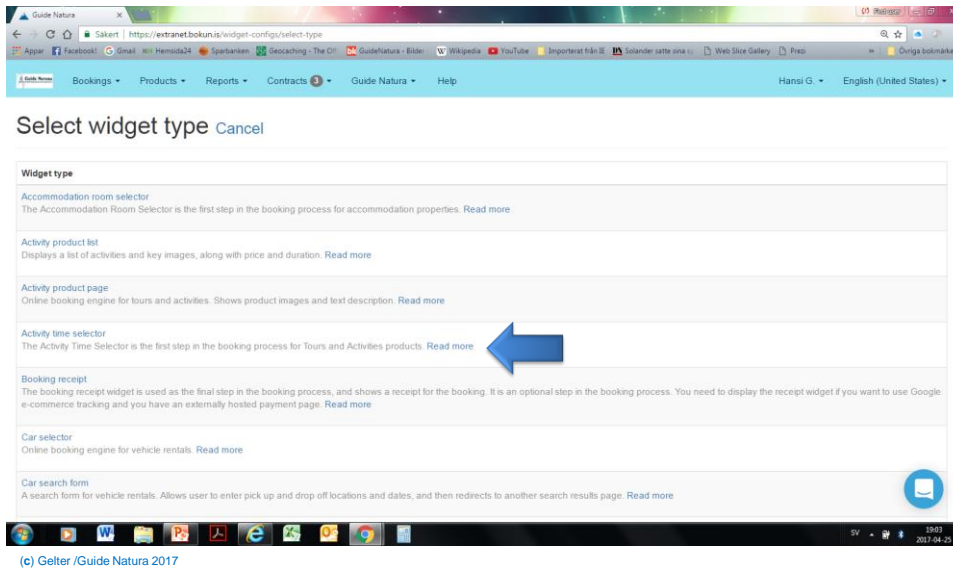 Guide Natura
Säkert | https://extranet.bokun.is/widget-configs/select-type
Appar Facebook! Gmail Hemsida24 Sparbanken Geocaching - The Offi GuideNatura - Bilder Wikipedia YouTube Importerat från IE Solander satte sina Web Slice Gallery Prezi Övriga bokmärke
Guide Natura Bookings Products Reports Contracts 3 Guide Natura Help Hansi G. English (United States)
Select widget type Cancel
Widget type
Accommodation room selector
The Accommodation Room Selector is the first step in the booking process for accommodation properties. Read more
Activity product list
Displays a list of activities and key images, along with price and duration. Read more
Activity product page
Online booking engine for tours and activities. Shows product images and text description. Read more
Activity time selector
The Activity Time Selector is the first step in the booking process for Tours and Activities products. Read more
Booking receipt
The booking receipt widget is used as the final step in the booking process, and shows a receipt for the booking. It is an optional step in the booking process. You need to display the receipt widget if you want to use Google
e-commerce tracking and you have an externally hosted payment page. Read more
Car selector
Online booking engine for vehicle rentals. Read more
Car search form
A search form for vehicle rentals. Allows user to enter pick up and drop off locations and dates, and then redirects to another search results page. Read more
SV 19:03
2017-04-25
(c) Gelter /Guide Natura 2017